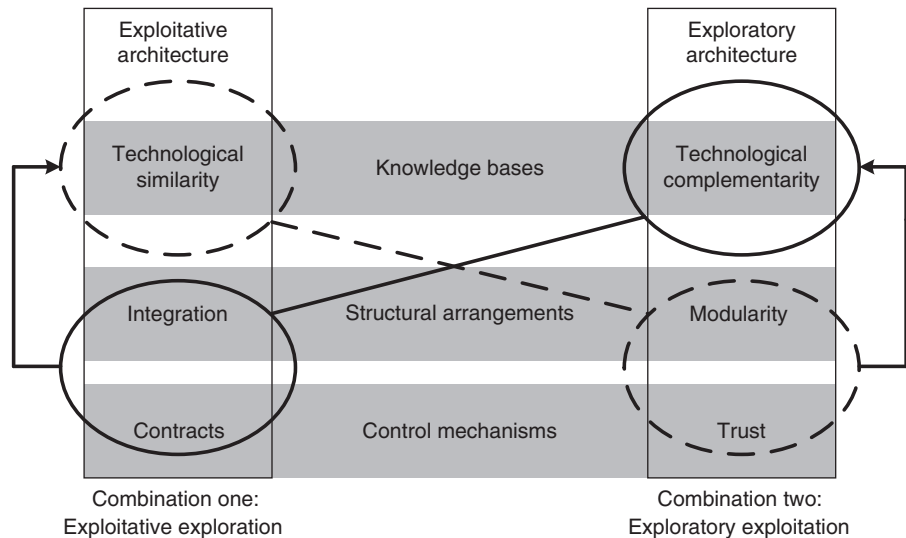 Exploitative
architecture
Exploratory
architecture
Technological
similarity
Knowledge bases
Technological
complementarity
Integration
Structural arrangements
Modularity
Contracts
Control mechanisms
Trust
Combination one:
Exploitative exploration
Combination two:
Exploratory exploitation